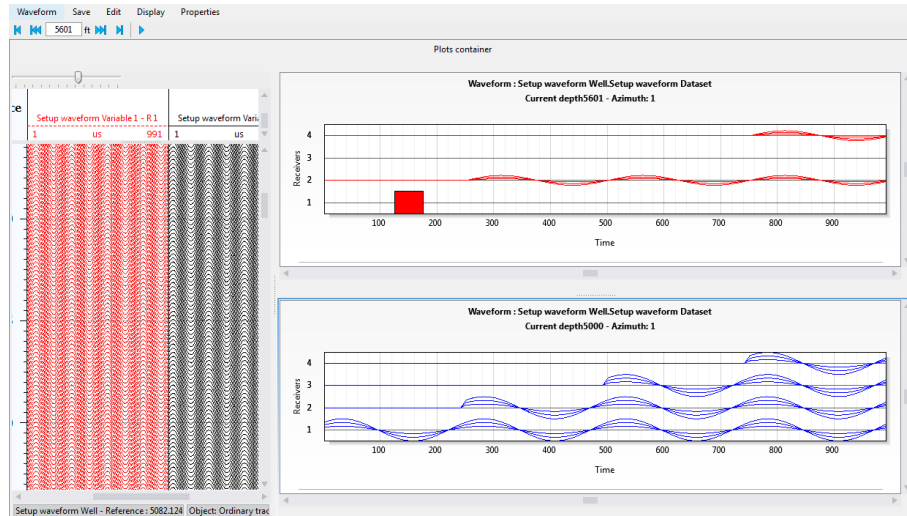 Waveform Save Edit Display Properties
5601 ft
Plots container
ce
Setup waveform Variable 1 - R1
Setup waveform Varia
1 us 991
1 us
Waveform : Setup waveform Well.Setup waveform Dataset
Current depth5601 - Azimuth: 1
Receivers
4
3
2
1
100 200 300 400 500 600 700 800 900
Time
Waveform : Setup waveform Well.Setup waveform Dataset
Current depth5000 - Azimuth: 1
Receivers
4
3
2
1
100 200 300 400 500 600 700 800 900
Time
Setup waveform Well - Reference : 5082.124 Object: Ordinary trac